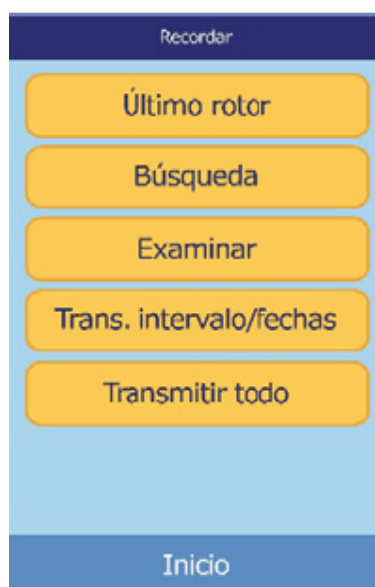 Recordar
Último rotor
Búsqueda
Examinar
Trans. intervalo/fechas
Transmitir todo
Inicio